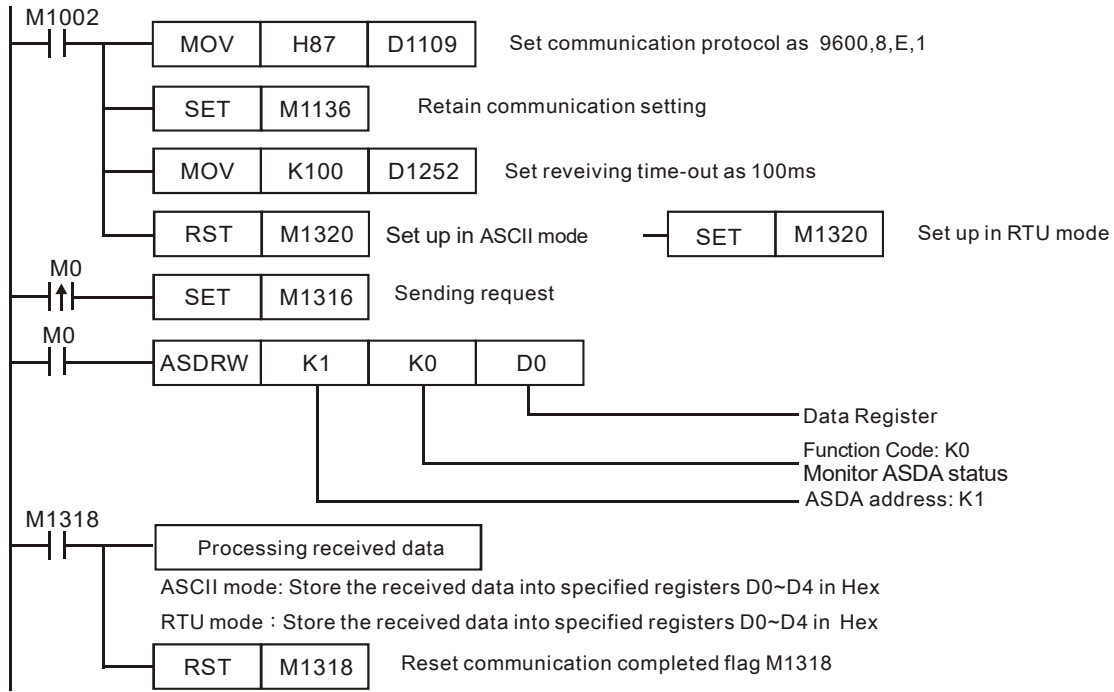 M1002
MOV H87 D1109 Set communication protocol as 9600,8,E,1
SET M1136 Retain communication setting
MOV K100 D1252 Set reveiving time-out as 100ms
RST M1320 Set up in ASCII mode SET M1320 Set up in RTU mode
M0
SET M1316 Sending request
M0
ASDRW K1 K0 D0
Data Register
Function Code: K0
Monitor ASDA status
ASDA address: K1
M1318
Processing received data
ASCII mode: Store the received data into specified registers D0~D4 in Hex
RTU mode：Store the received data into specified registers D0~D4 in Hex
RST M1318 Reset communication completed flag M1318